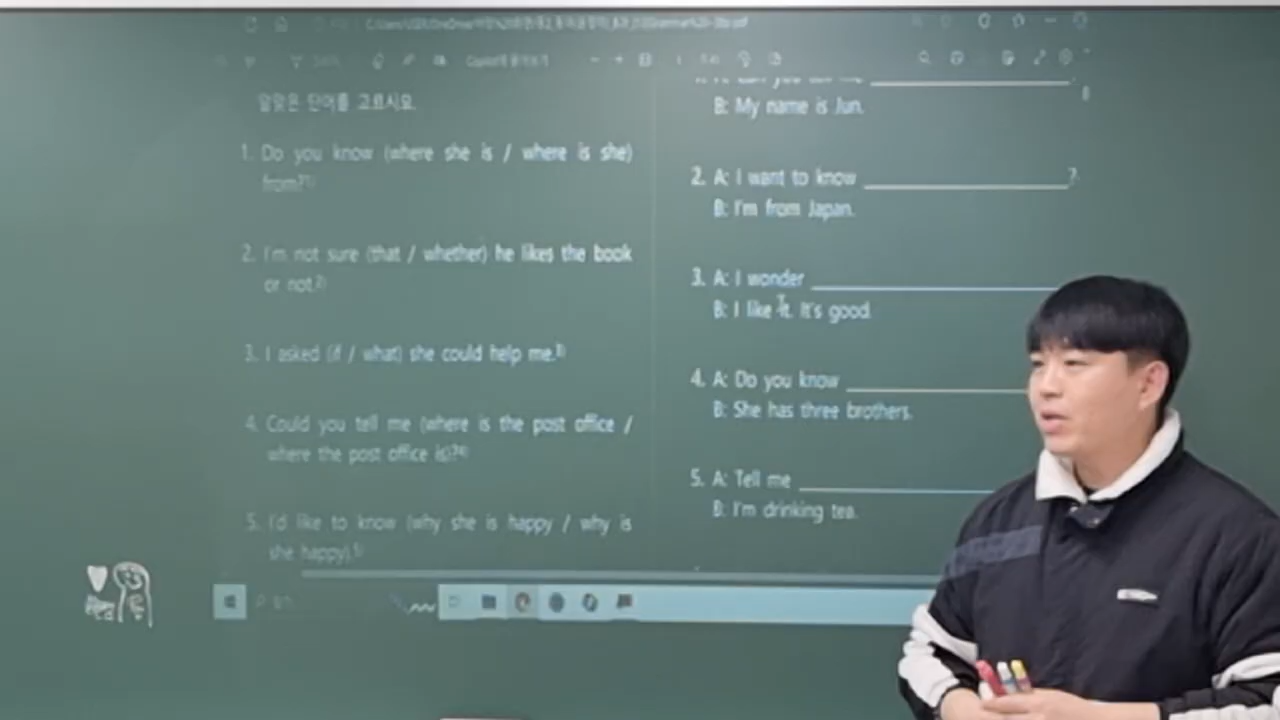 알맞은 단어를 고르시오.
1. Do you know (where she is / where is she)
from?1)
2. I'm not sure (that / whether) he likes the book
or not.2)
3. I asked (if / what) she could help me.3)
4. Could you tell me (where is the post office /
where the post office is)?4)
5. I'd like to know (why she is happy / why is
she happy).5)
B: My name is Jun.
2. A: I want to know ?
B: I'm from Japan.
3. A: I wonder
B: I like it. It's good.
4. A: Do you know
B: She has three brothers.
5. A: Tell me
B: I'm drinking tea.